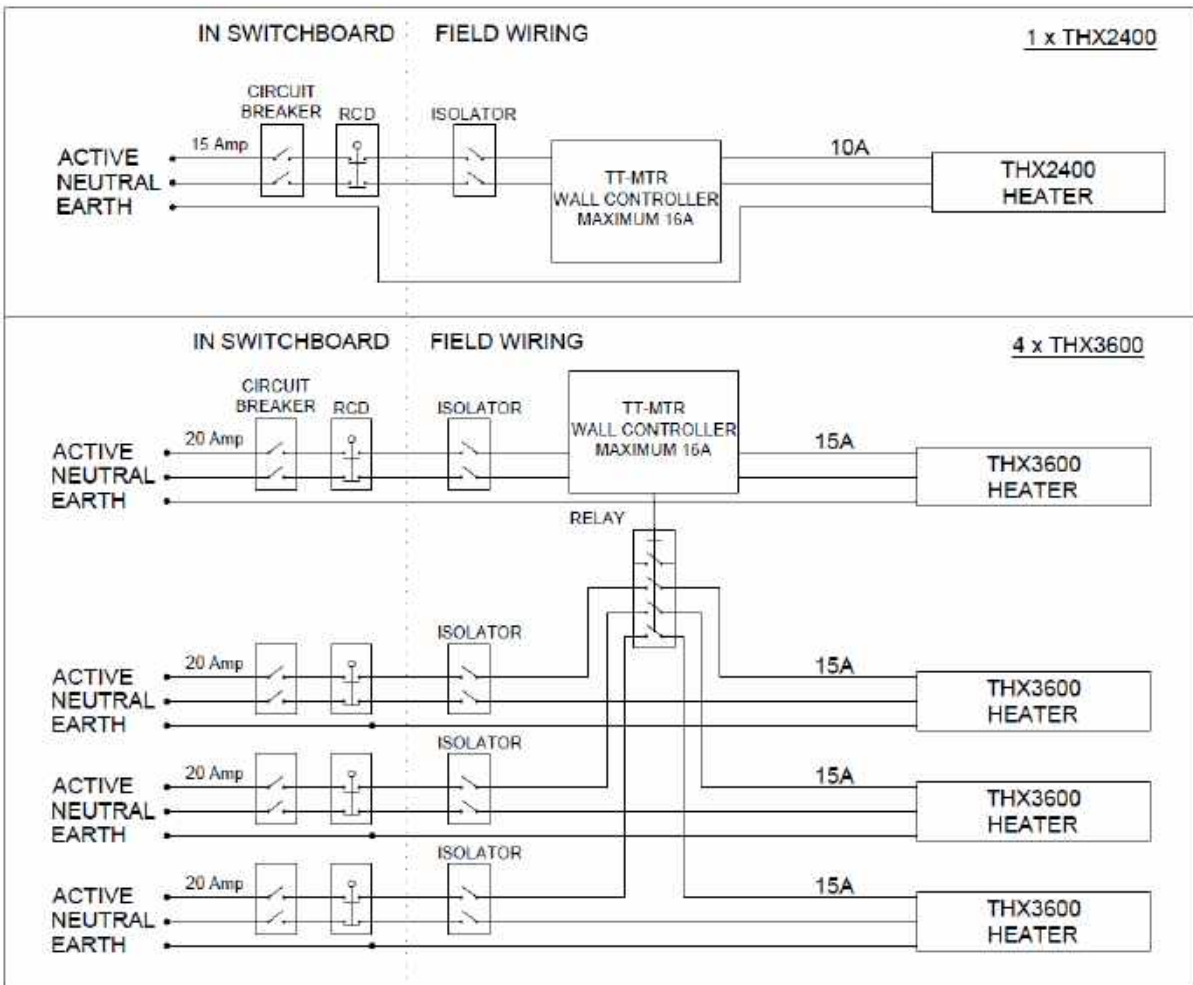 IN SWITCHBOARD
FIELD WIRING
1 x THX2400
CIRCUIT
BREAKER
RCD
ISOLATOR
ACTIVE
NEUTRAL
EARTH
15 Amp
TT-MTR
WALL CONTROLLER
MAXIMUM 16A
10A
THX2400
HEATER
IN SWITCHBOARD
FIELD WIRING
4 x THX3600
CIRCUIT
BREAKER
RCD
ISOLATOR
ACTIVE
NEUTRAL
EARTH
20 Amp
TT-MTR
WALL CONTROLLER
MAXIMUM 16A
15A
THX3600
HEATER
RELAY
ISOLATOR
ACTIVE
NEUTRAL
EARTH
20 Amp
15A
THX3600
HEATER
ISOLATOR
ACTIVE
NEUTRAL
EARTH
20 Amp
15A
THX3600
HEATER
ISOLATOR
ACTIVE
NEUTRAL
EARTH
20 Amp
15A
THX3600
HEATER